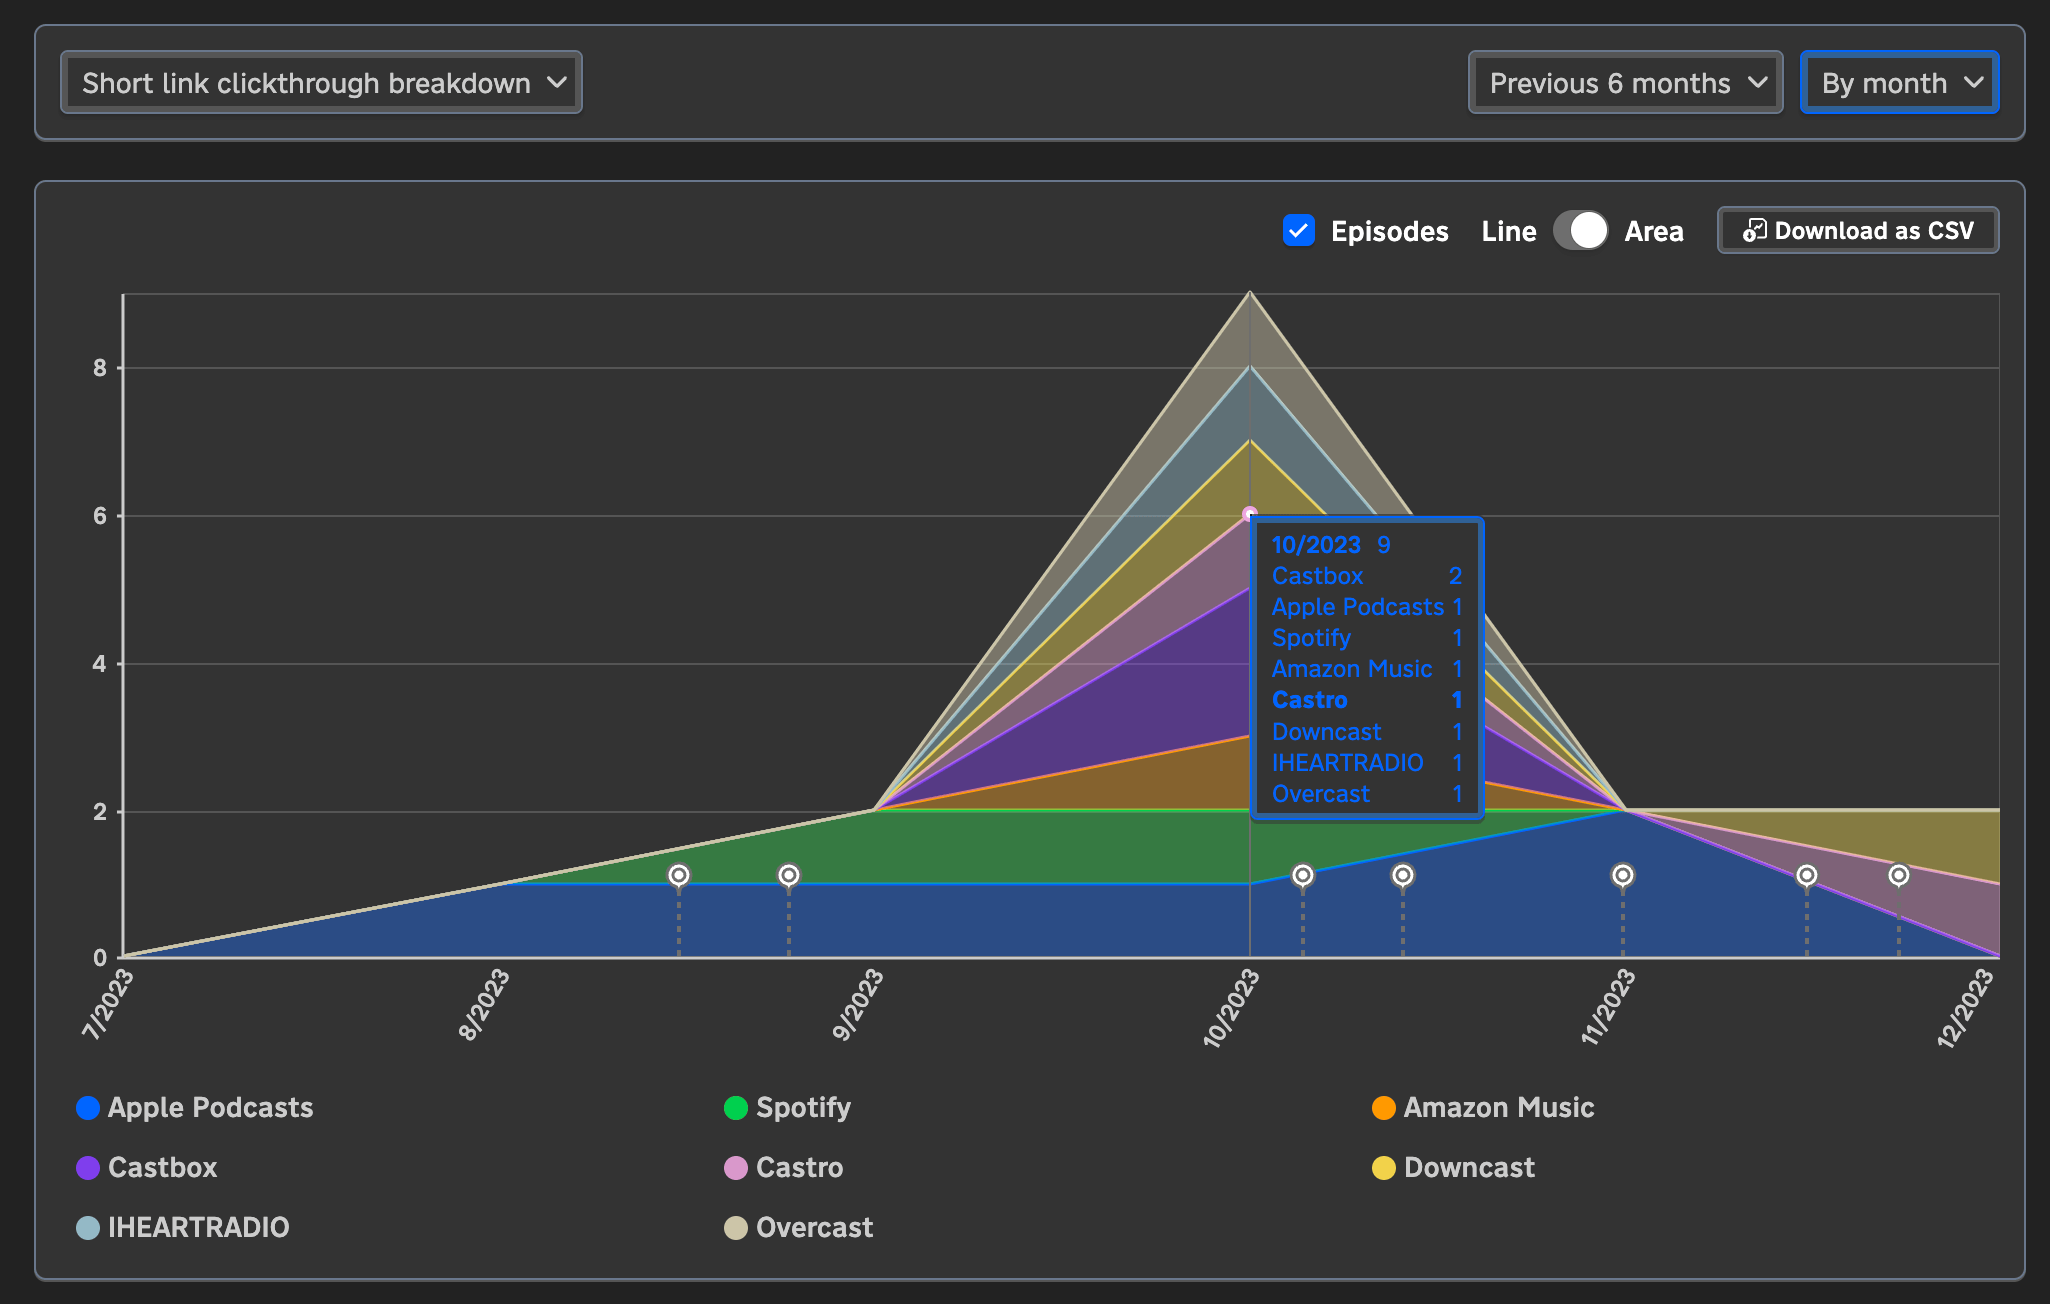 Short link clickthrough breakdown
Previous 6 months
By month
Episodes
Line
Area
Download as CSV
8
6
4
2
0
10/2023 9
Castbox 2
Apple Podcasts 1
Spotify 1
Amazon Music 1
Castro 1
Downcast 1
IHEARTRADIO 1
Overcast 1
7/2023
8/2023
9/2023
10/2023
11/2023
12/2023
Apple Podcasts
Spotify
Amazon Music
Castbox
Castro
Downcast
IHEARTRADIO
Overcast